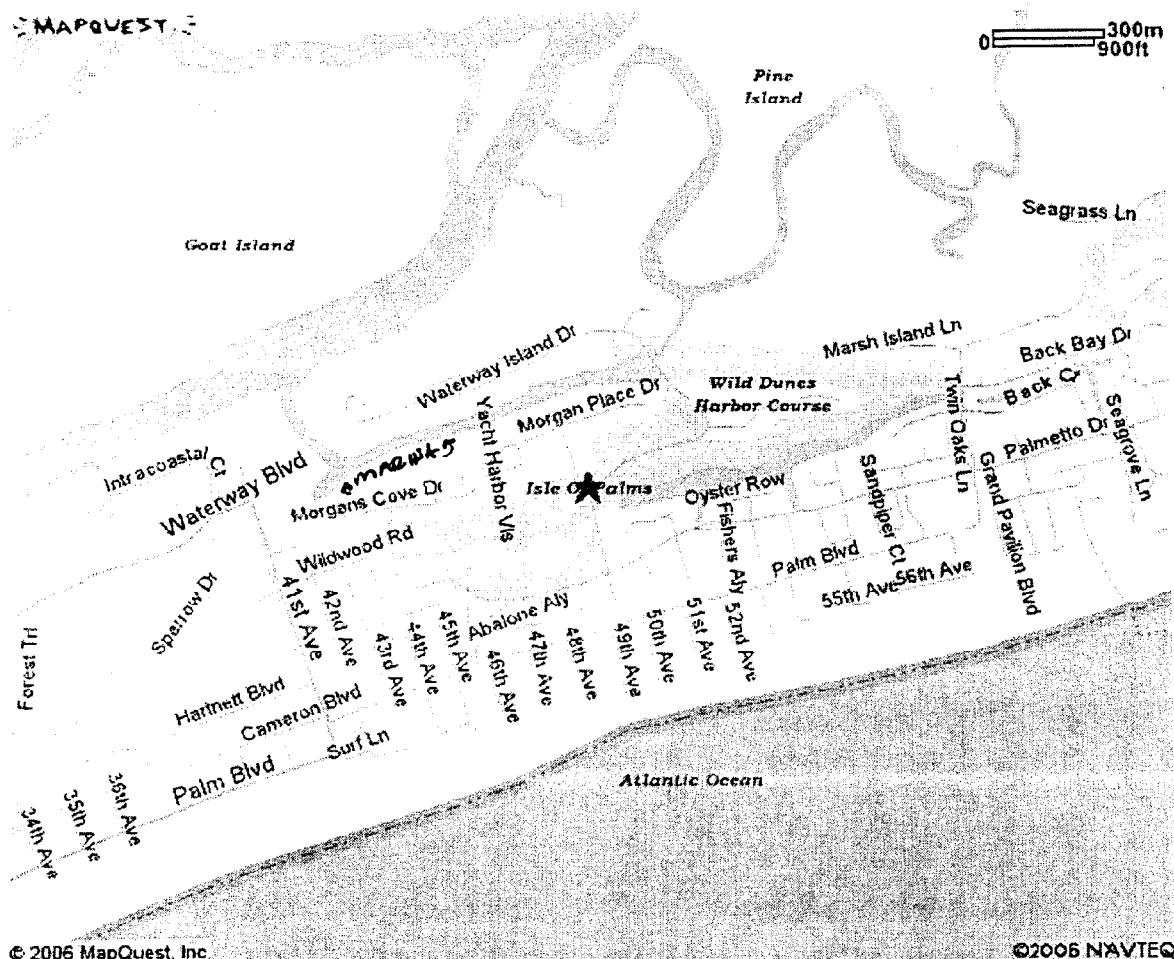 MAPQUEST
300m
0
900ft
Pine
Island
Seagrass Ln
Goat Island
Marsh Island Ln
Back Bay Dr
Waterway Island Dr
Wild Dunes
Harbor Course
Morgan Place Dr
Twin Oaks Ln
Back Cr
Yacht Harbor Vls
Palmetto Dr
Seagrove Ln
Intracoastal Ct
Waterway Blvd
Morgans Cove Dr
Isle Of Palms
Oyster Row
Sandpiper Ct
Grand Pavilion Blvd
Wildwood Rd
Fishers Aly
Palm Blvd
55th Ave
56th Ave
Sparrow Dr
41st Ave
42nd Ave
43rd Ave
44th Ave
45th Ave
Abalone Aly
46th Ave
47th Ave
48th Ave
49th Ave
50th Ave
51st Ave
52nd Ave
Forest Trl
Hartnett Blvd
Cameron Blvd
Surf Ln
Palm Blvd
Atlantic Ocean
34th Ave
35th Ave
36th Ave
© 2006 MapQuest, Inc
©2006 NAVTEQ